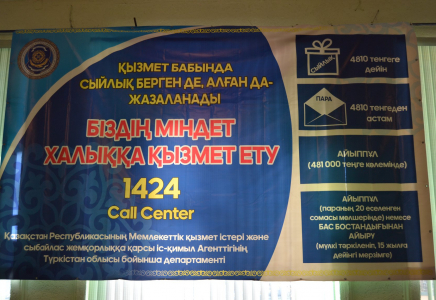 ҚЫЗМЕТ БАБЫНДА
СЫЙЛЫҚ БЕРГЕН ДЕ, АЛҒАН ДА-
ЖАЗАЛАНАДЫ
БІЗДІҢ МІНДЕТ
ХАЛЫҚҚА ҚЫЗМЕТ ЕТУ
1424
Call Center
Қазақстан Республикасының Мемлекеттік қызмет істері және
сыбайлас жемқорлыққа қарсы іс-қимыл Агенттігінің
Түркістан облысы бойынша департаменті
СЫЙЛЫҚ
4810 теңгеге
дейін
ПАРА
4810 теңгеден
астам
АЙЫППҰЛ
(481 000 теңге көлемінде)
АЙЫППҰЛ
(параның 20 еселенген
сомасы мөлшерінде) немесе
БАС БОСТАНДЫҒЫНАН
АЙЫРУ
(мүлкі тәркіленіп, 15 жылға
дейінгі мерзімге)